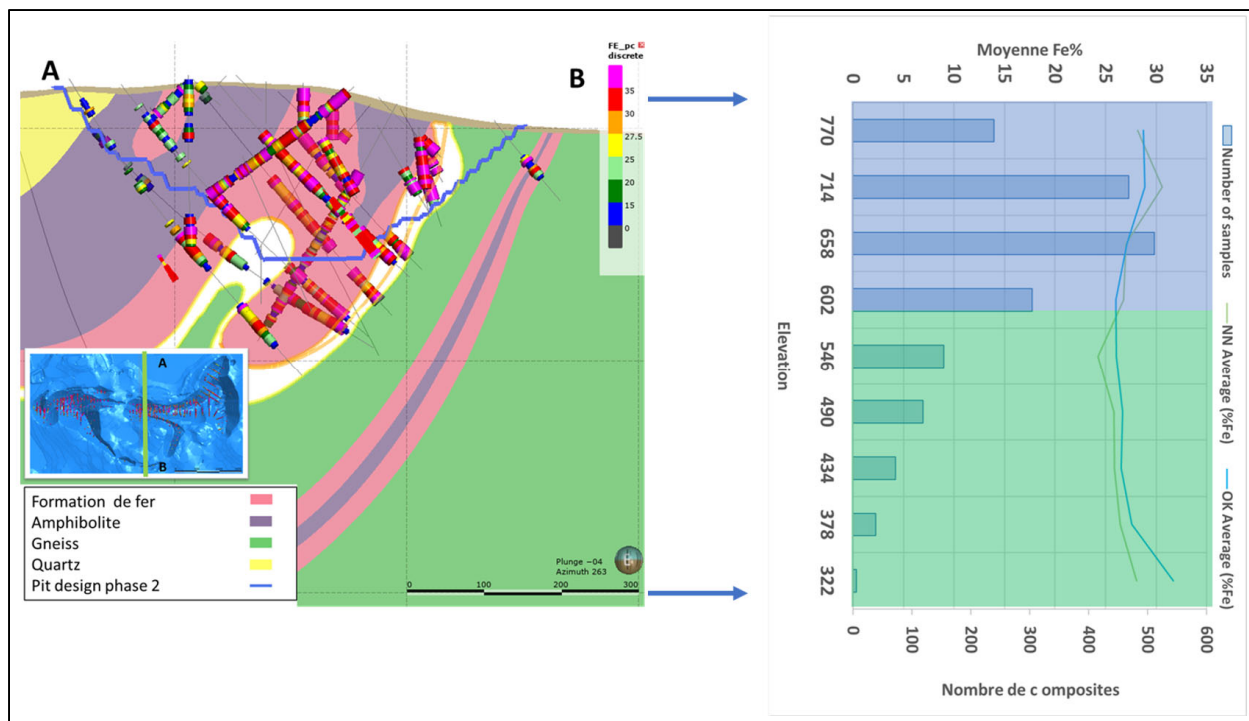 A
B
FE_pc
discrete
35
30
27.5
25
20
15
0
A
B
Formation de fer
Amphibolite
Gneiss
Quartz
Pit design phase 2
Plunge −04
Azimuth 263
0 100 200 300
Moyenne Fe%
0 5 10 15 20 25 30 35
770
714
658
602
546
490
434
378
322
Elevation
0 100 200 300 400 500 600
Nombre de c omposites
Number of samples
NN Average (%Fe)
OK Average (%Fe)